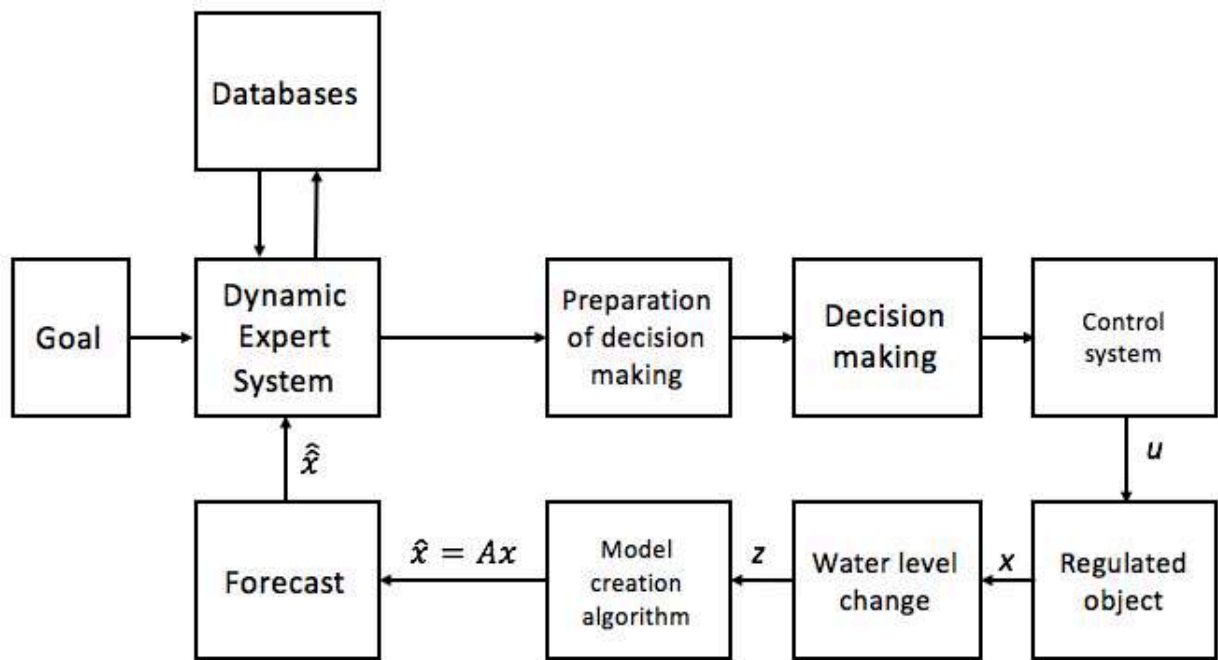 Databases
Goal
Dynamic
Expert
System
Preparation
of decision
making
Decision
making
Control
system
x̂̂
u
Forecast
x̂ = Ax
Model
creation
algorithm
z
Water level
change
x
Regulated
object